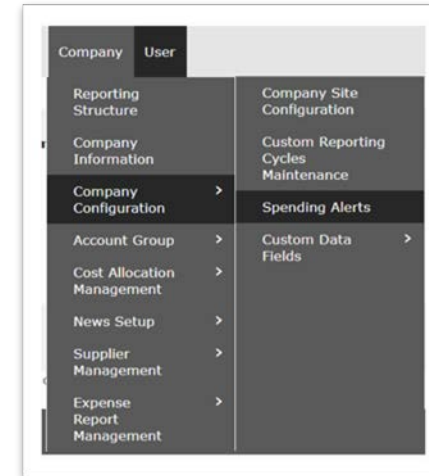 Company User
Reporting
Structure
Company
Information
Company
Configuration >
Account Group >
Cost Allocation >
Management
News Setup >
Supplier >
Management
Expense >
Report
Management
Company Site
Configuration
Custom Reporting
Cycles
Maintenance
Spending Alerts
Custom Data >
Fields